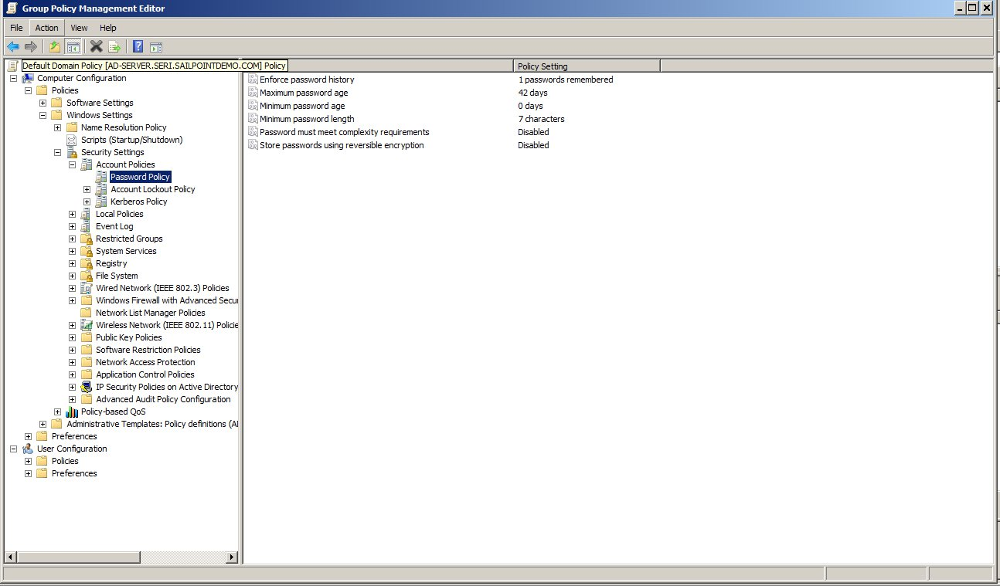 Group Policy Management Editor
File Action View Help
Default Domain Policy [AD-SERVER.SERI.SAILPOINTDEMO.COM] Policy
Policy Setting
Computer Configuration
Policies
Software Settings
Windows Settings
Name Resolution Policy
Scripts (Startup/Shutdown)
Security Settings
Account Policies
Password Policy
Account Lockout Policy
Kerberos Policy
Local Policies
Event Log
Restricted Groups
System Services
Registry
File System
Wired Network (IEEE 802.3) Policies
Windows Firewall with Advanced Secur
Network List Manager Policies
Wireless Network (IEEE 802.11) Policie
Public Key Policies
Software Restriction Policies
Network Access Protection
Application Control Policies
IP Security Policies on Active Directory
Advanced Audit Policy Configuration
Policy-based QoS
Administrative Templates: Policy definitions (AI
Preferences
User Configuration
Policies
Preferences
Enforce password history 1 passwords remembered
Maximum password age 42 days
Minimum password age 0 days
Minimum password length 7 characters
Password must meet complexity requirements Disabled
Store passwords using reversible encryption Disabled